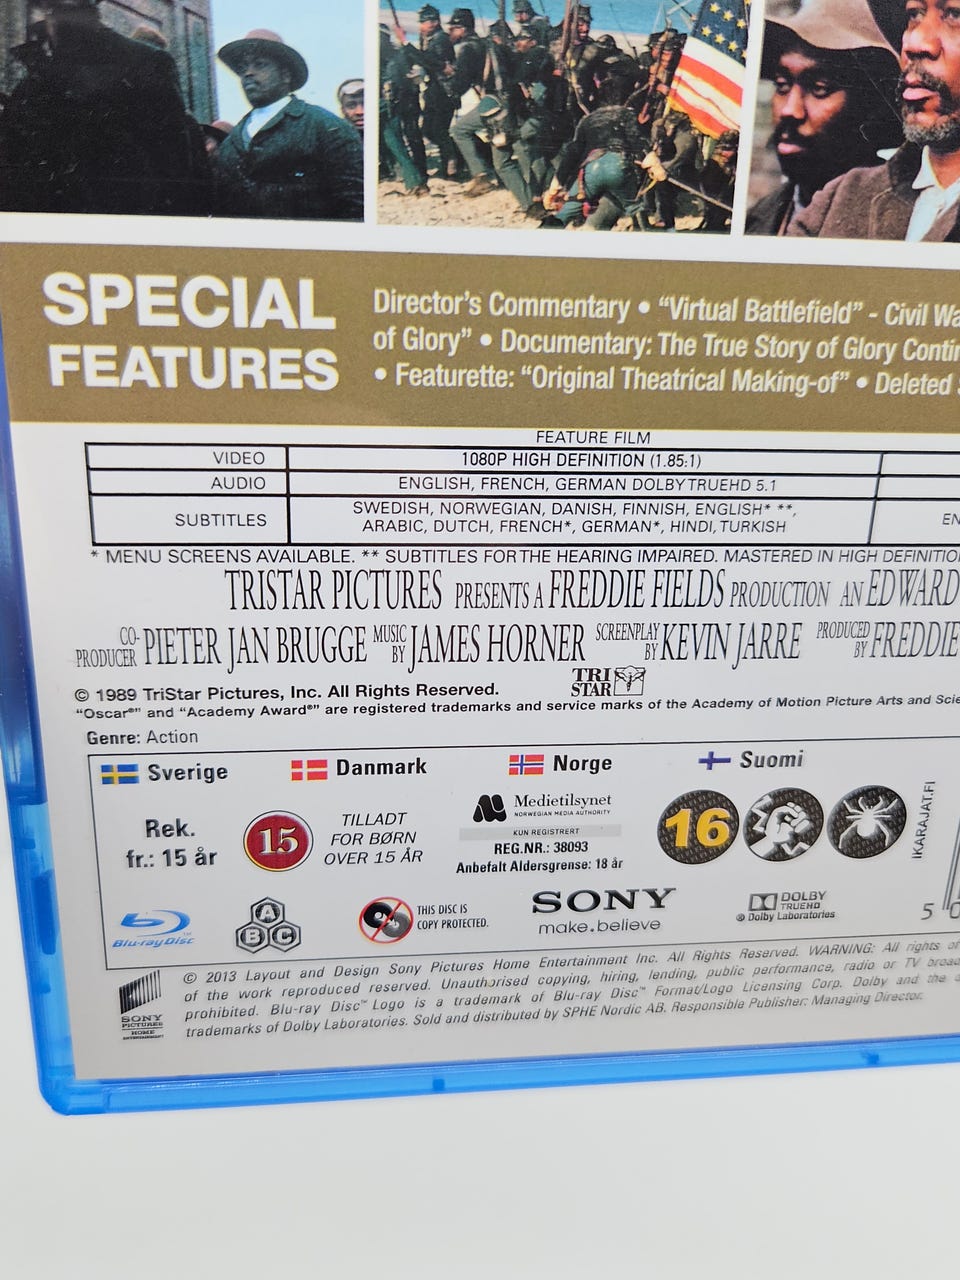 SPECIAL
FEATURES
Director's Commentary • "Virtual Battlefield" - Civil Wa
of Glory" • Documentary: The True Story of Glory Contin
• Featurette: "Original Theatrical Making-of" • Deleted
FEATURE FILM
VIDEO 1080P HIGH DEFINITION (1.85:1)
AUDIO ENGLISH, FRENCH, GERMAN DOLBY TRUEHD 5.1
SUBTITLES SWEDISH, NORWEGIAN, DANISH, FINNISH, ENGLISH* **,
ARABIC, DUTCH, FRENCH*, GERMAN*, HINDI, TURKISH
EN
* MENU SCREENS AVAILABLE. ** SUBTITLES FOR THE HEARING IMPAIRED. MASTERED IN HIGH DEFINITIO
TRISTAR PICTURES PRESENTS A FREDDIE FIELDS PRODUCTION AN EDWARD
CO-PRODUCER PIETER JAN BRUGGE MUSIC BY JAMES HORNER SCREENPLAY BY KEVIN JARRE PRODUCED BY FREDDIE
© 1989 TriStar Pictures, Inc. All Rights Reserved.
TRI
STAR
"Oscar®" and "Academy Award®" are registered trademarks and service marks of the Academy of Motion Picture Arts and Scie
Genre: Action
Sverige Danmark Norge Suomi
Rek.
fr.: 15 år
15
TILLADT
FOR BØRN
OVER 15 ÅR
Medietilsynet
NORWEGIAN MEDIA AUTHORITY
KUN REGISTRERT
REG.NR.: 38093
Anbefalt Aldersgrense: 18 år
16
IKARAJAT.FI
Blu-ray Disc™
A
B C
THIS DISC IS
COPY PROTECTED.
SONY
make.believe
DOLBY
TRUEHD
® Dolby Laboratories
5 0
SONY
PICTURES
HOME
ENTERTAINMENT
© 2013 Layout and Design Sony Pictures Home Entertainment Inc. All Rights Reserved. WARNING: All rights of
of the work reproduced reserved. Unauthorised copying, hiring, lending, public performance, radio or TV broad
prohibited. Blu-ray Disc™ Logo is a trademark of Blu-ray Disc™ Format/Logo Licensing Corp. Dolby and the
trademarks of Dolby Laboratories. Sold and distributed by SPHE Nordic AB. Responsible Publisher: Managing Director.